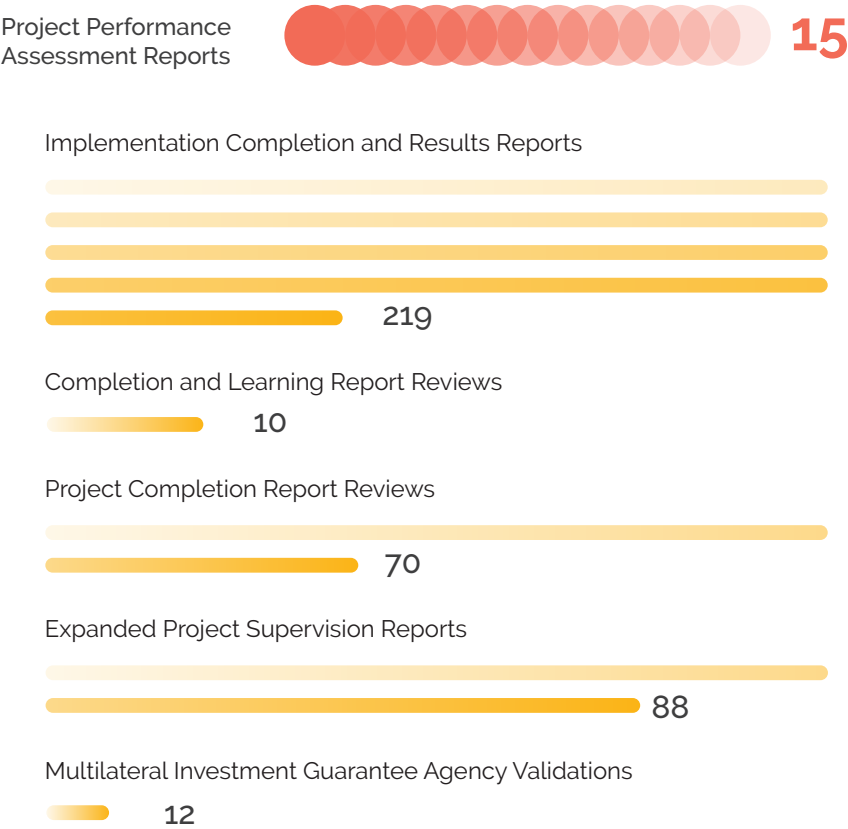 Project Performance
Assessment Reports
15
Implementation Completion and Results Reports
219
Completion and Learning Report Reviews
10
Project Completion Report Reviews
70
Expanded Project Supervision Reports
88
Multilateral Investment Guarantee Agency Validations
12